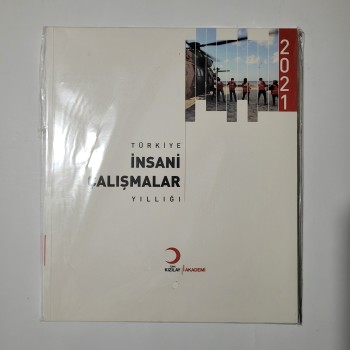 2021
TÜRKİYE
İNSANİ
ÇALIŞMALAR
YILLIĞI
KIZILAY AKADEMİ